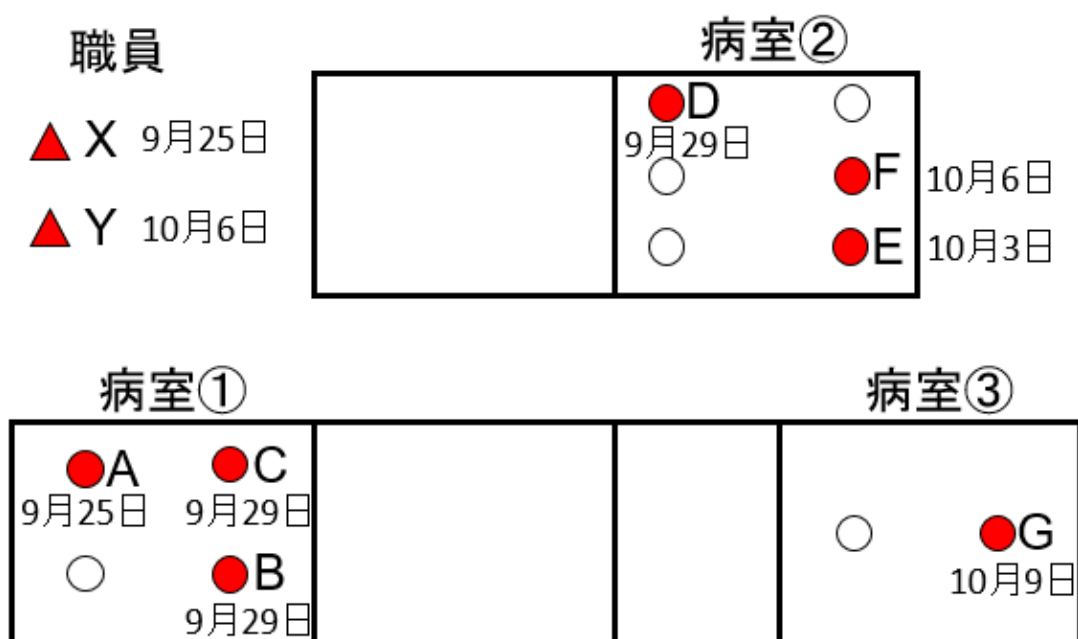 職員
X 9月25日
Y 10月6日
病室②
D
9月29日
F 10月6日
E 10月3日
病室①
A
9月25日
C
9月29日
B
9月29日
病室③
G
10月9日